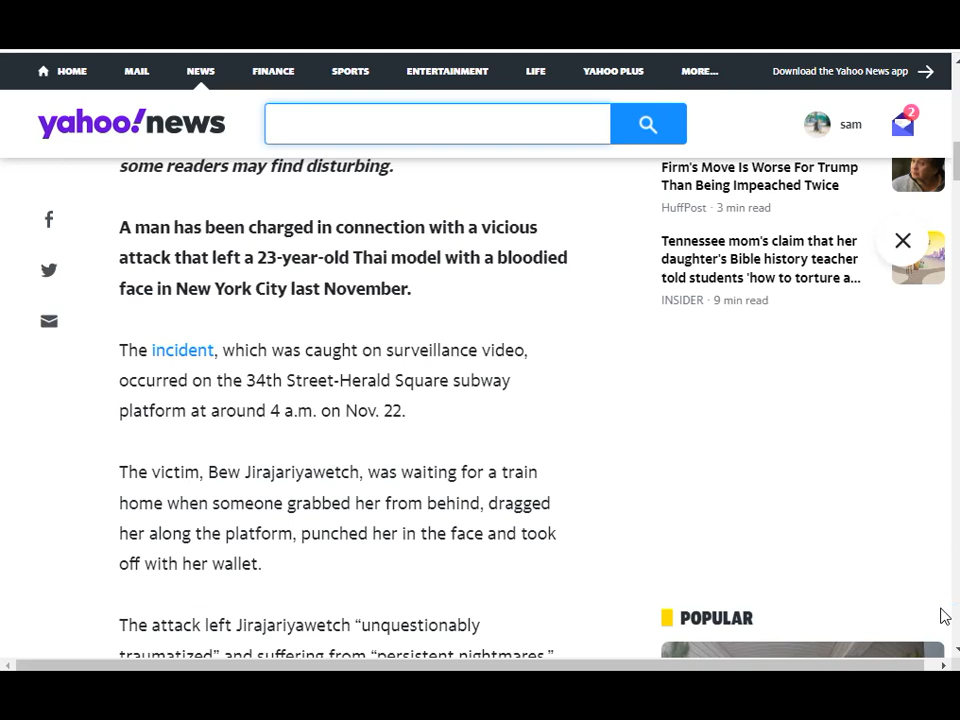 HOME MAIL NEWS FINANCE SPORTS ENTERTAINMENT LIFE YAHOO PLUS MORE... Download the Yahoo News app
yahoo!news
sam
2
some readers may find disturbing.
A man has been charged in connection with a vicious
attack that left a 23-year-old Thai model with a bloodied
face in New York City last November.
The incident, which was caught on surveillance video,
occurred on the 34th Street-Herald Square subway
platform at around 4 a.m. on Nov. 22.
The victim, Bew Jirajariyawetch, was waiting for a train
home when someone grabbed her from behind, dragged
her along the platform, punched her in the face and took
off with her wallet.
The attack left Jirajariyawetch “unquestionably
traumatized” and suffering from “persistent nightmares,”
Firm's Move Is Worse For Trump
Than Being Impeached Twice
HuffPost · 3 min read
Tennessee mom's claim that her
daughter's Bible history teacher
told students 'how to torture a...
INSIDER · 9 min read
POPULAR